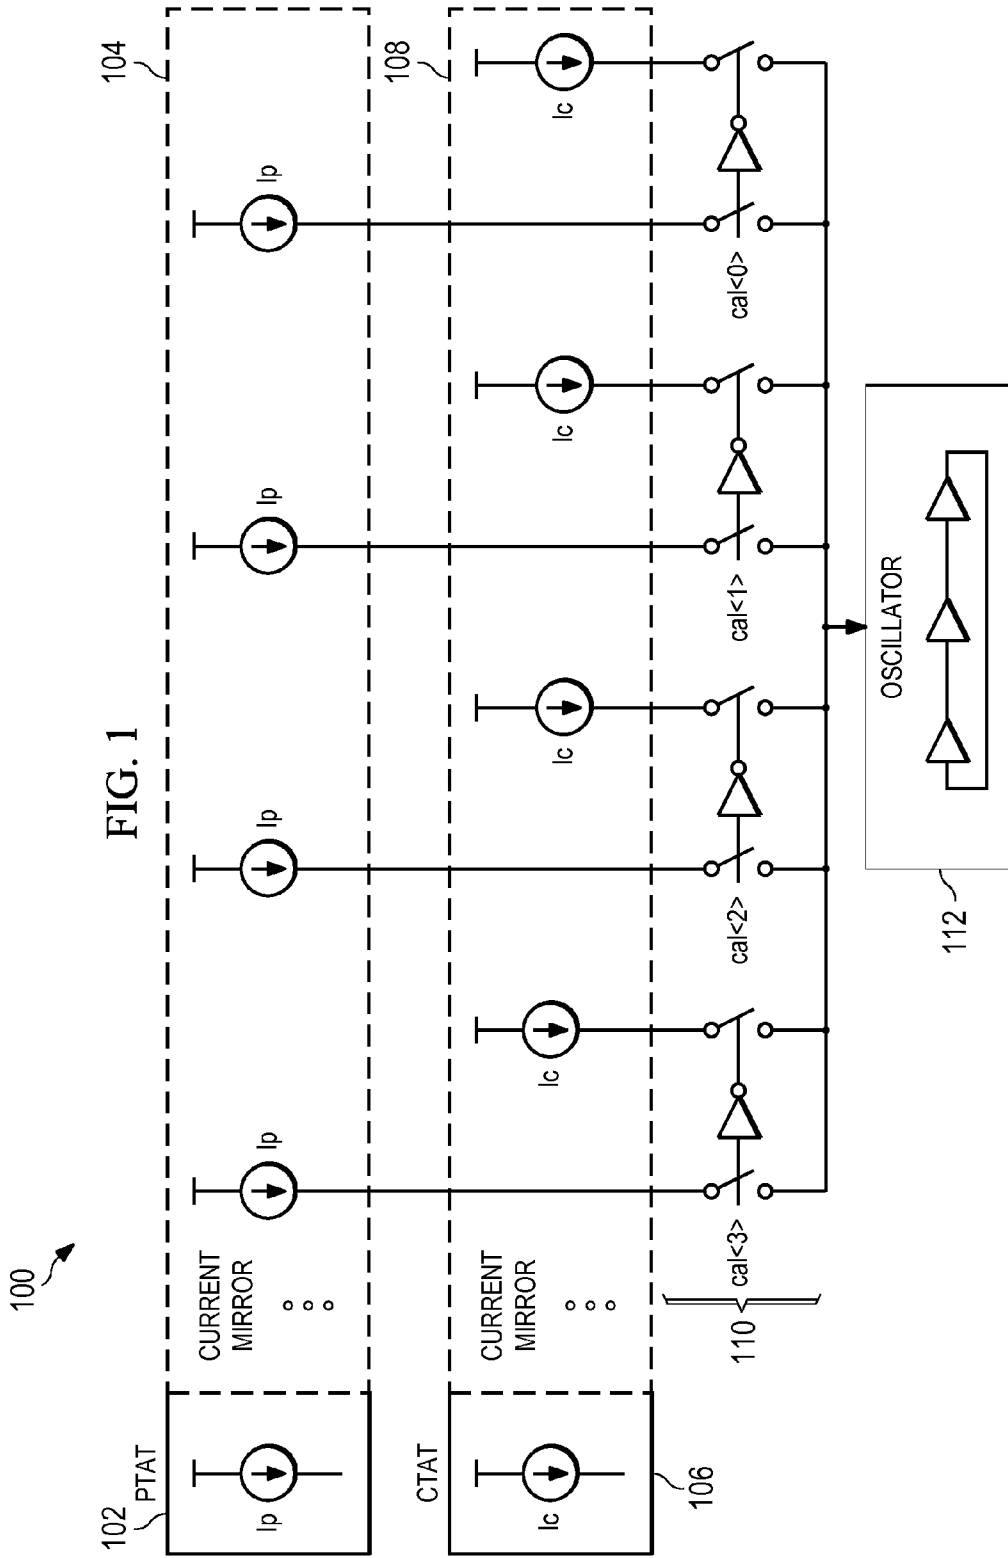 FIG. 1
100
102
PTAT
Ip
CURRENT
MIRROR
Ip
Ip
Ip
Ip
104
CTAT
Ic
106
CURRENT
MIRROR
Ic
Ic
Ic
Ic
108
110
cal<3>
cal<2>
cal<1>
cal<0>
OSCILLATOR
112